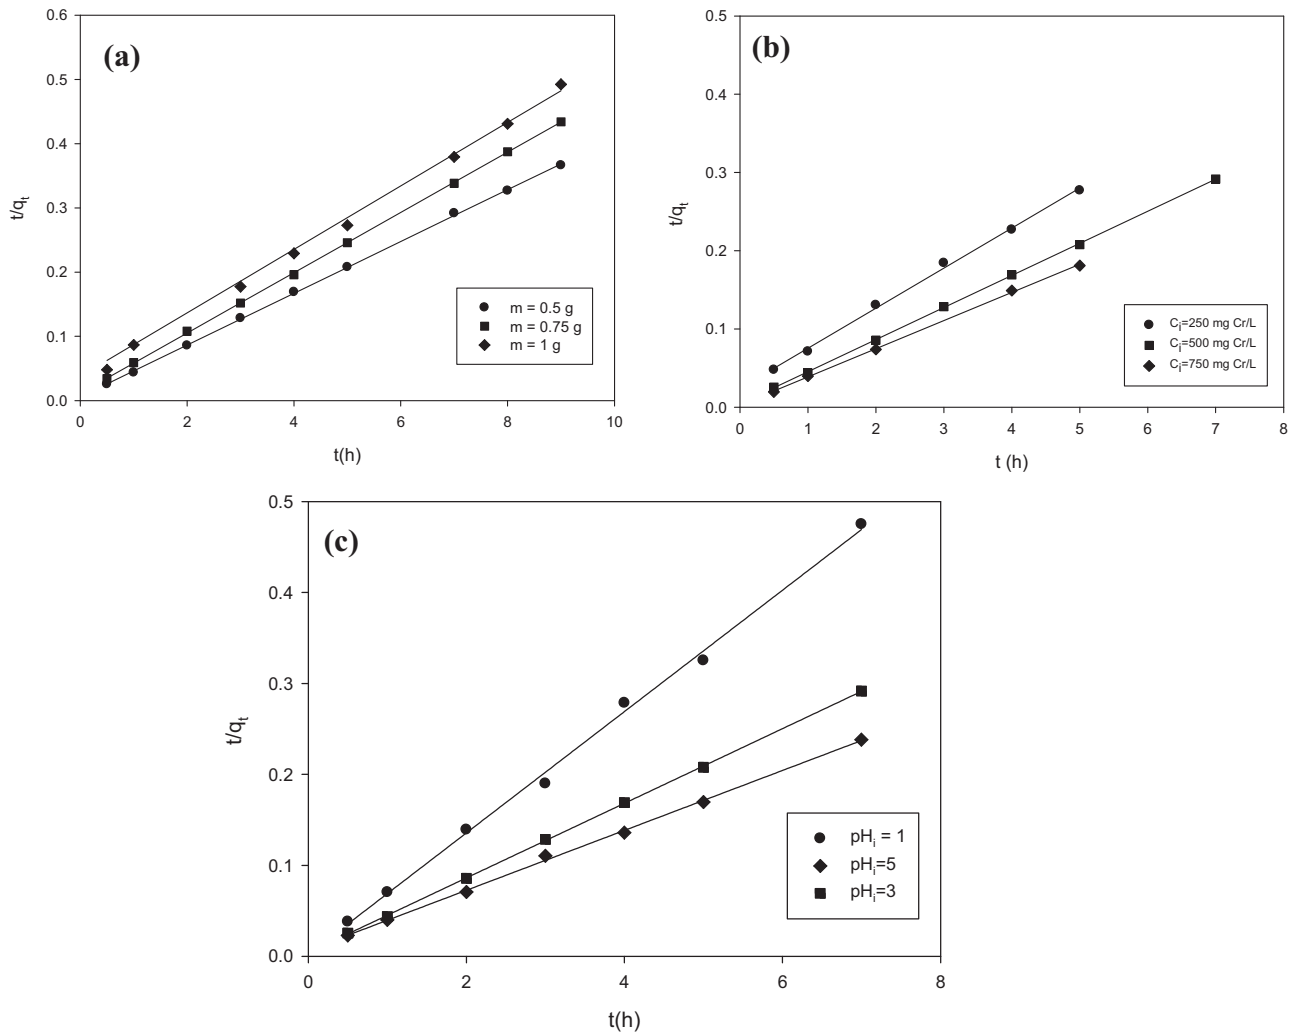 (a)
t/qt
0.6
0.5
0.4
0.3
0.2
0.1
0.0
0 2 4 6 8 10
t(h)
m = 0.5 g
m = 0.75 g
m = 1 g
(b)
t/qt
0.5
0.4
0.3
0.2
0.1
0.0
0 1 2 3 4 5 6 7 8
t (h)
Ci=250 mg Cr/L
Ci=500 mg Cr/L
Ci=750 mg Cr/L
(c)
t/qt
0.5
0.4
0.3
0.2
0.1
0.0
0 2 4 6 8
t(h)
pHi = 1
pHi=5
pHi=3